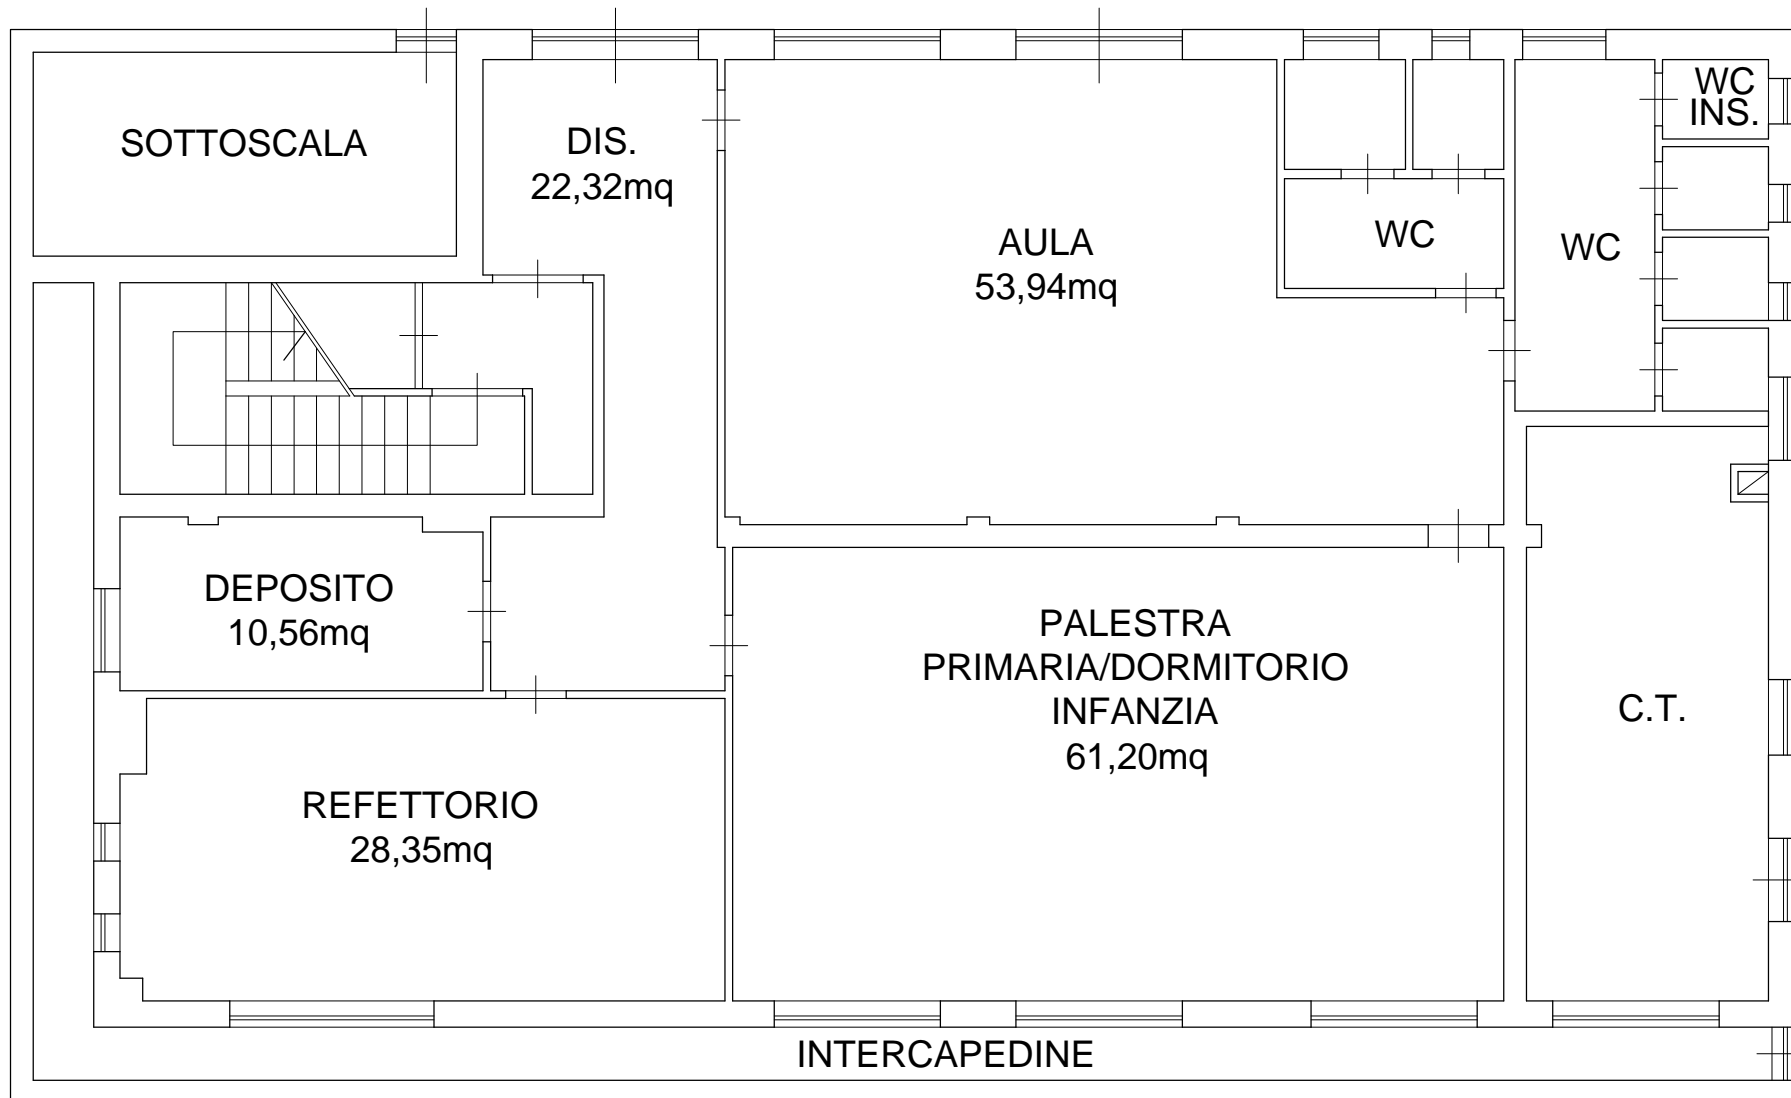 SOTTOSCALA
DIS.
22,32mq
AULA
53,94mq
WC
WC
WC
INS.
DEPOSITO
10,56mq
PALESTRA
PRIMARIA/DORMITORIO
INFANZIA
61,20mq
C.T.
REFETTORIO
28,35mq
INTERCAPEDINE